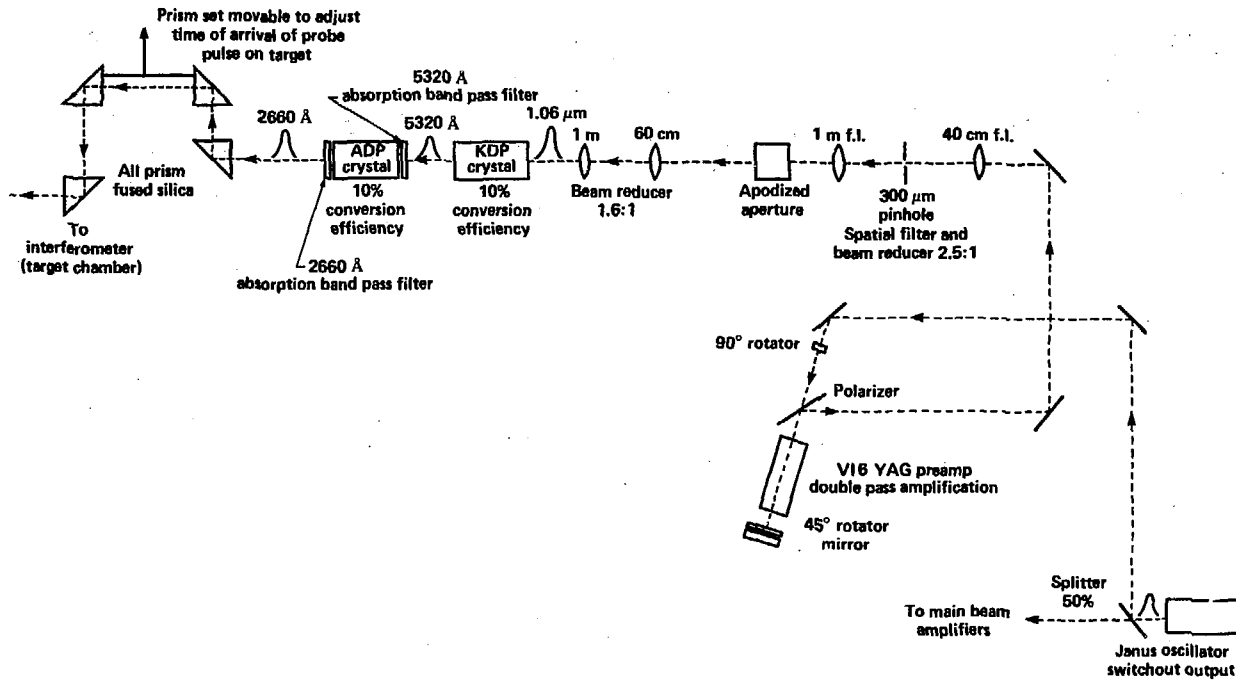 Prism set movable to adjust
time of arrival of probe
pulse on target
5320 Å
absorption band pass filter
2660 Å
5320 Å
1.06 μm
1 m
60 cm
1 m f.l.
40 cm f.l.
ADP
crystal
KDP
crystal
All prism
fused silica
10%
conversion
efficiency
10%
conversion
efficiency
Beam reducer
1.6:1
Apodized
aperture
300 μm
pinhole
Spatial filter and
beam reducer 2.5:1
To
interferometer
(target chamber)
2660 Å
absorption band pass filter
90° rotator
Polarizer
VI6 YAG preamp
double pass amplification
45° rotator
mirror
Splitter
50%
To main beam
amplifiers
Janus oscillator
switchout output